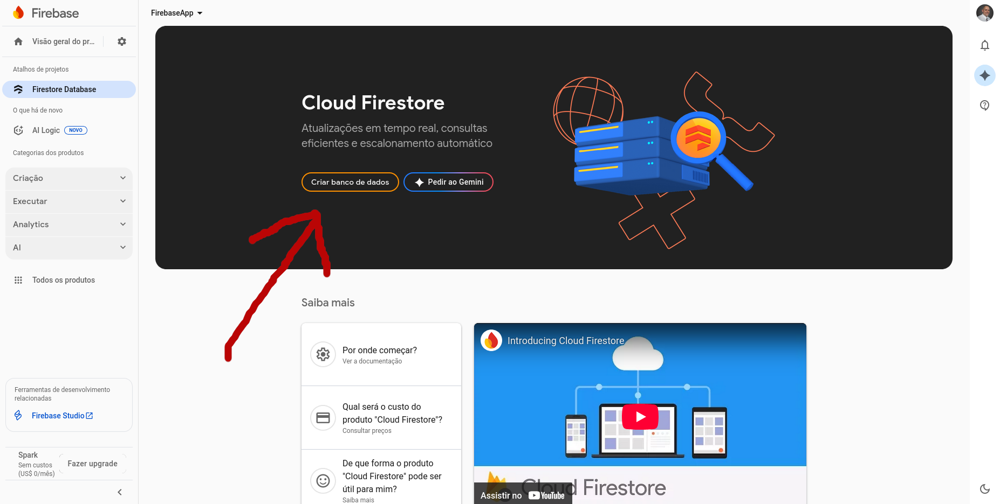 Firebase
FirebaseApp
Visão geral do pr...
Atalhos de projetos
Firestore Database
O que há de novo
AI Logic NOVO
Categorias dos produtos
Criação
Executar
Analytics
AI
Todos os produtos
Ferramentas de desenvolvimento
relacionadas
Firebase Studio
Spark
Sem custos
(US$ 0/mês)
Fazer upgrade
Cloud Firestore
Atualizações em tempo real, consultas
eficientes e escalonamento automático
Criar banco de dados
Pedir ao Gemini
Saiba mais
Por onde começar?
Ver a documentação
Qual será o custo do
produto "Cloud Firestore"?
Consultar preços
De que forma o produto
"Cloud Firestore" pode ser
útil para mim?
Saiba mais
Introducing Cloud Firestore
Cloud Firestore
Assistir no YouTube